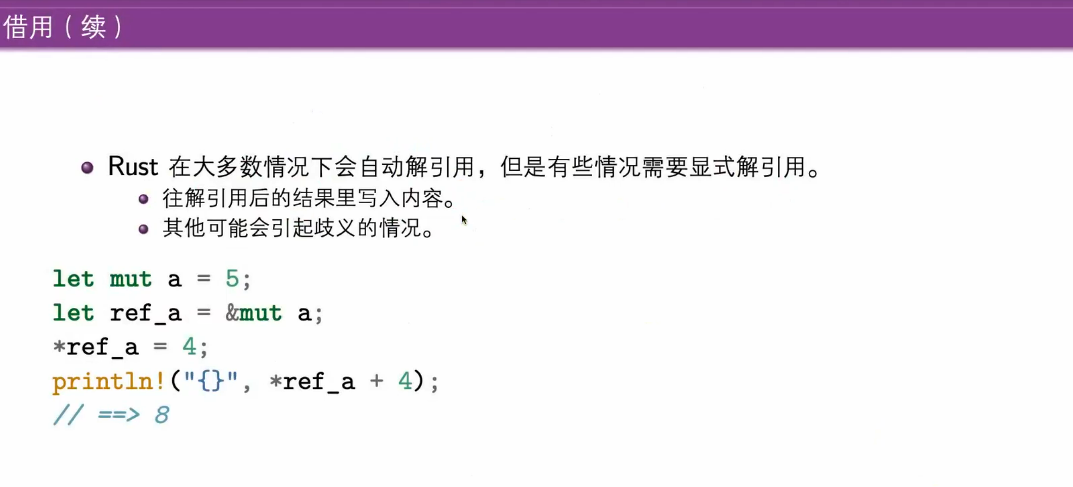 借用（续）
Rust 在大多数情况下会自动解引用，但是有些情况需要显式解引用。
往解引用后的结果里写入内容。
其他可能会引起歧义的情况。
let mut a = 5;
let ref_a = &mut a;
*ref_a = 4;
println!("{}", *ref_a + 4);
// ==> 8